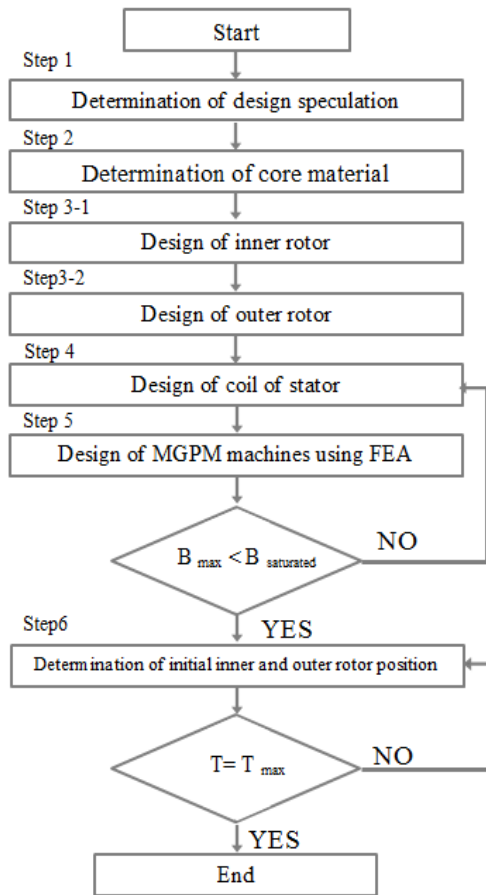 Start
Step 1
Determination of design speculation
Step 2
Determination of core material
Step 3-1
Design of inner rotor
Step3-2
Design of outer rotor
Step 4
Design of coil of stator
Step 5
Design of MGPM machines using FEA
B max < B saturated
NO
YES
Step6
Determination of initial inner and outer rotor position
T= T max
NO
YES
End